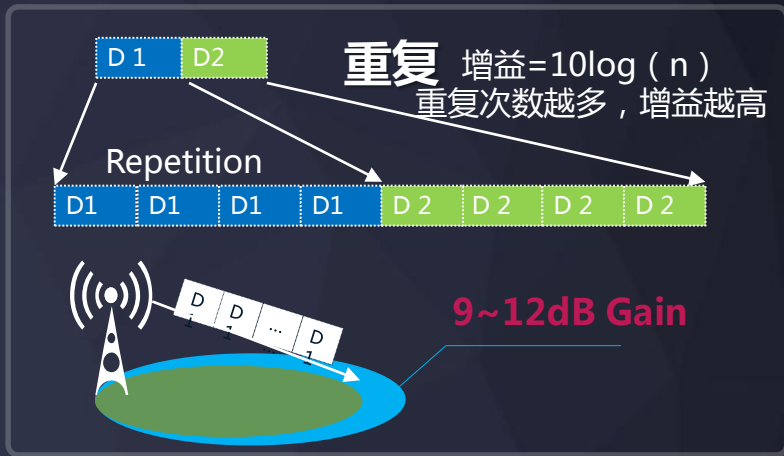 D 1 D2
重复 增益=10log（n）
重复次数越多，增益越高
Repetition
D1 D1 D1 D1 D 2 D 2 D 2 D 2
D 1 D 1 ... D 1
9~12dB Gain